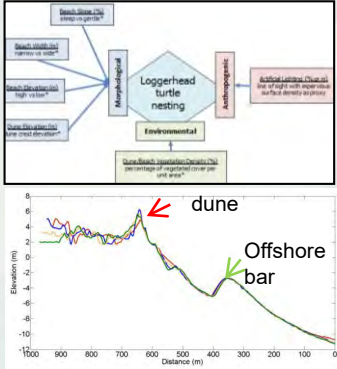 Beach Slope (%)
steep vs gentle*
Beach Width (m)
narrow vs wide*
Beach Elevation (m)
high vs low*
Dune Elevation (m)
dune crest elevation*
Morphological
Loggerhead
turtle
nesting
Anthropogenic
Artificial Lighting
line of sight with impervious
surface density as proxy
Environmental
Dune/Beach Vegetation Density (%)
percentage of vegetated cover per
unit area*
dune
Offshore
bar
Elevation (m)
8
6
4
2
0
-2
-4
-6
-8
-10
-12
1000 900 800 700 600 500 400 300 200 100 0
Distance (m)